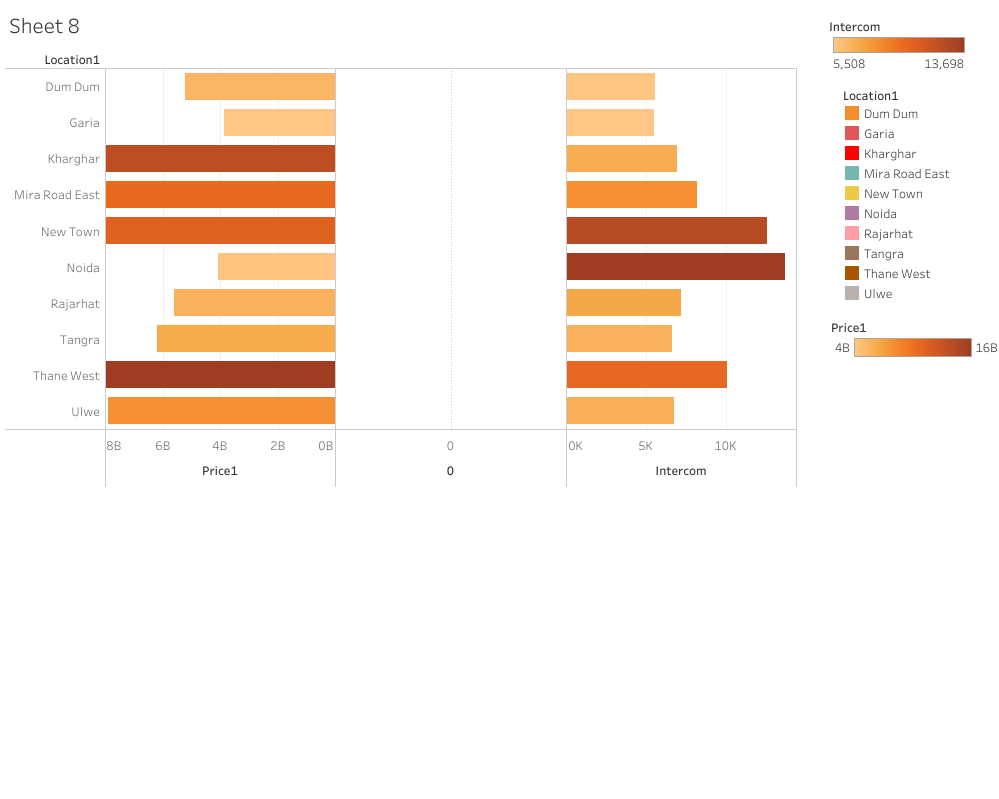 Sheet 8
Location1
Dum Dum
Garia
Kharghar
Mira Road East
New Town
Noida
Rajarhat
Tangra
Thane West
Ulwe
8B 6B 4B 2B 0B 0 0K 5K 10K
Price1 0 Intercom
Intercom
5,508 13,698
Location1
Dum Dum
Garia
Kharghar
Mira Road East
New Town
Noida
Rajarhat
Tangra
Thane West
Ulwe
Price1
4B 16B